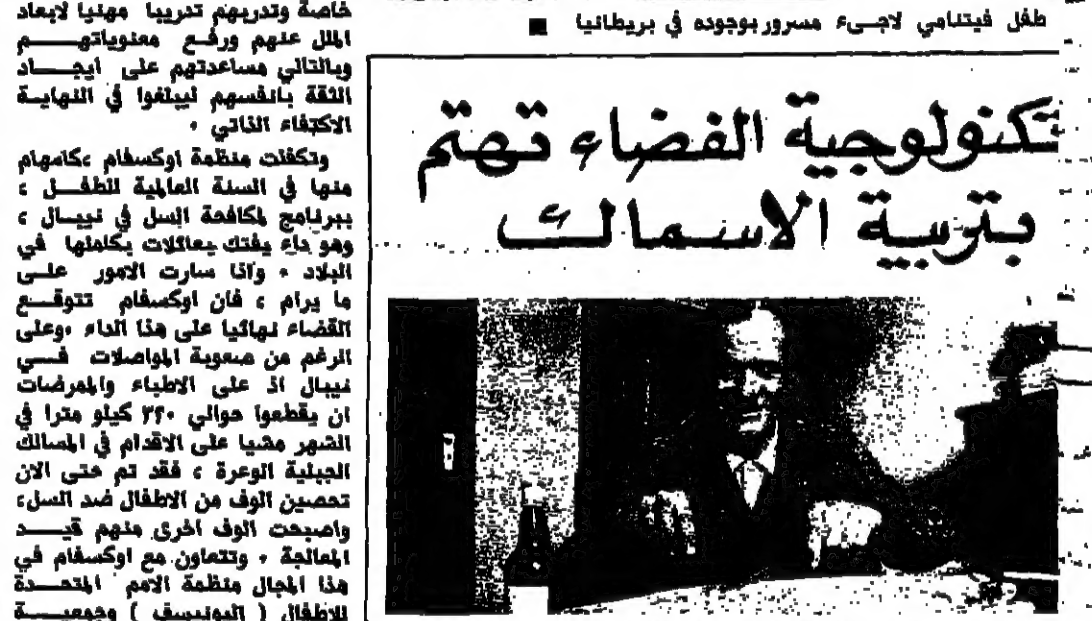 طفل فيتنامي لاجىء مسرور بوجوده في بريطانيا
تكنولوجية الفضاء تهتم
بتربية الاسماك
خاصة وتدربهم تدريبا مهنيا لابعاد
الملل عنهم ورفع معنوياتهم
وبالتالي مساعدتهم على ايجاد
الثقة بانفسهم ليبلغوا في النهاية
الاكتفاء الذاتي ٠
وتكفلت منظمة اوكسفام ،كاسهام
منها في السنة العالمية للطفل ،
ببرنامج لمكافحة السل في نيبال ،
وهو داء يفتك بعائلات بكاملها في
البلاد ٠ واذا سارت الامور على
ما يرام ، فان اوكسفام تتوقع
القضاء نهائيا على هذا الداء ٠وعلى
الرغم من صعوبة المواصلات في
نيبال اذ على الاطباء والممرضات
ان يقطعوا حوالي ٣٢٠ كيلو مترا في
الشهر مشيا على الاقدام في المسالك
الجبلية الوعرة ، فقد تم حتى الان
تحصين الوف من الاطفال ضد السل،
واصبحت الوف اخرى منهم قيد
المعالجة ٠ وتتعاون مع اوكسفام في
هذا المجال منظمة الامم المتحدة
للاطفال ( اليونيسف ) وجمعية